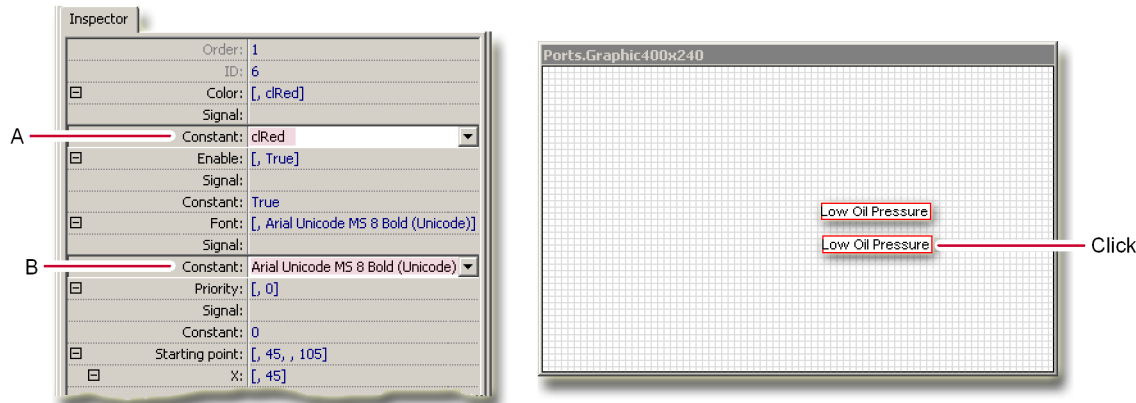 Inspector
Order: 1
ID: 6
Color: [, clRed]
Signal:
A
Constant: clRed
Enable: [, True]
Signal:
Constant: True
Font: [, Arial Unicode MS 8 Bold (Unicode)]
Signal:
B
Constant: Arial Unicode MS 8 Bold (Unicode)
Priority: [, 0]
Signal:
Constant: 0
Starting point: [, 45, , 105]
X: [, 45]
Ports.Graphic400x240
Low Oil Pressure
Low Oil Pressure
Click